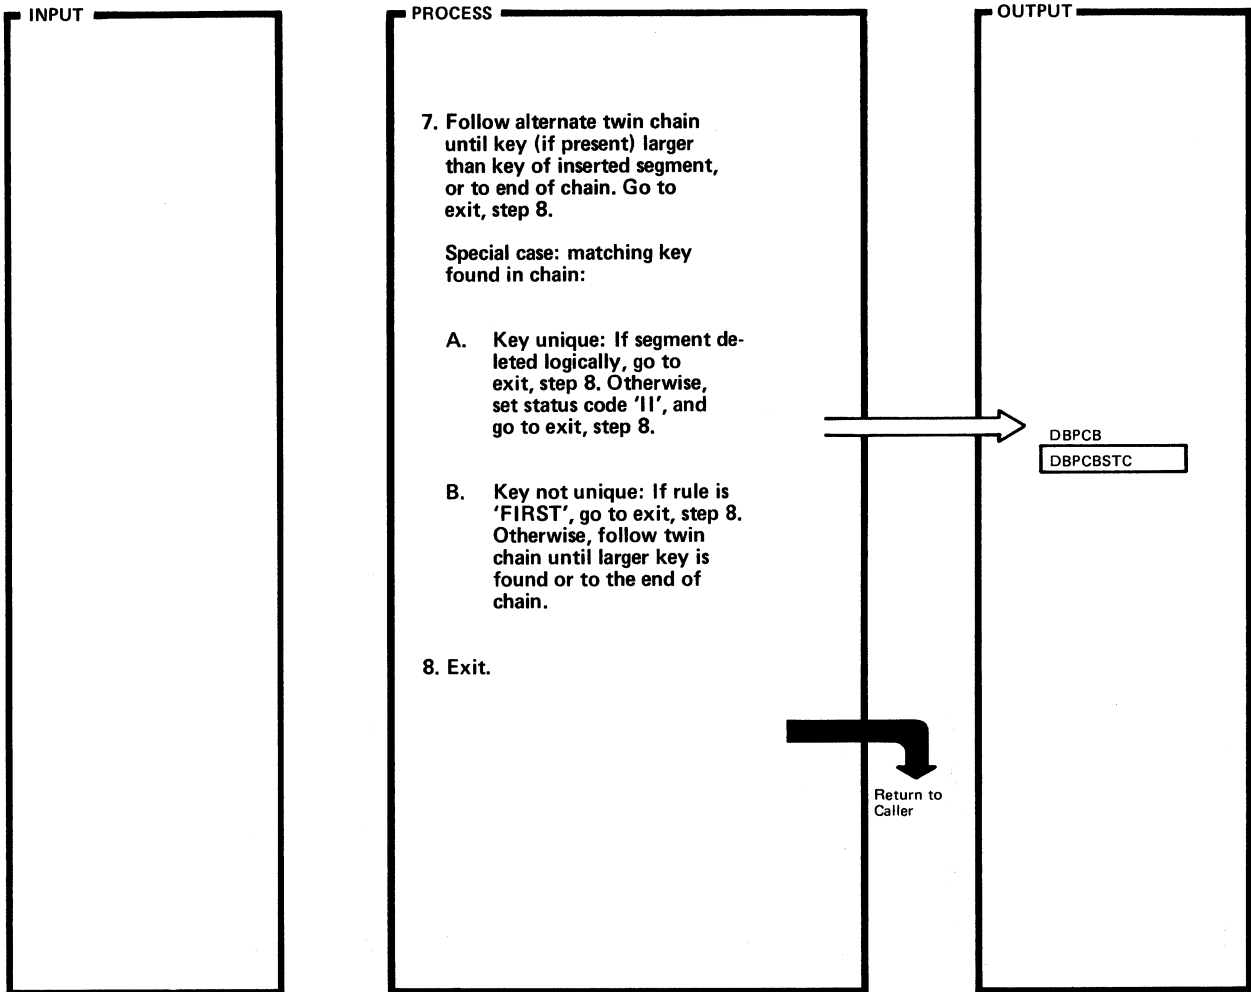 INPUT
PROCESS
OUTPUT
7. Follow alternate twin chain
until key (if present) larger
than key of inserted segment,
or to end of chain. Go to
exit, step 8.
Special case: matching key
found in chain:
A. Key unique: If segment de-
leted logically, go to
exit, step 8. Otherwise,
set status code 'II', and
go to exit, step 8.
DBPCB
DBPCBSTC
B. Key not unique: If rule is
'FIRST', go to exit, step 8.
Otherwise, follow twin
chain until larger key is
found or to the end of
chain.
8. Exit.
Return to
Caller